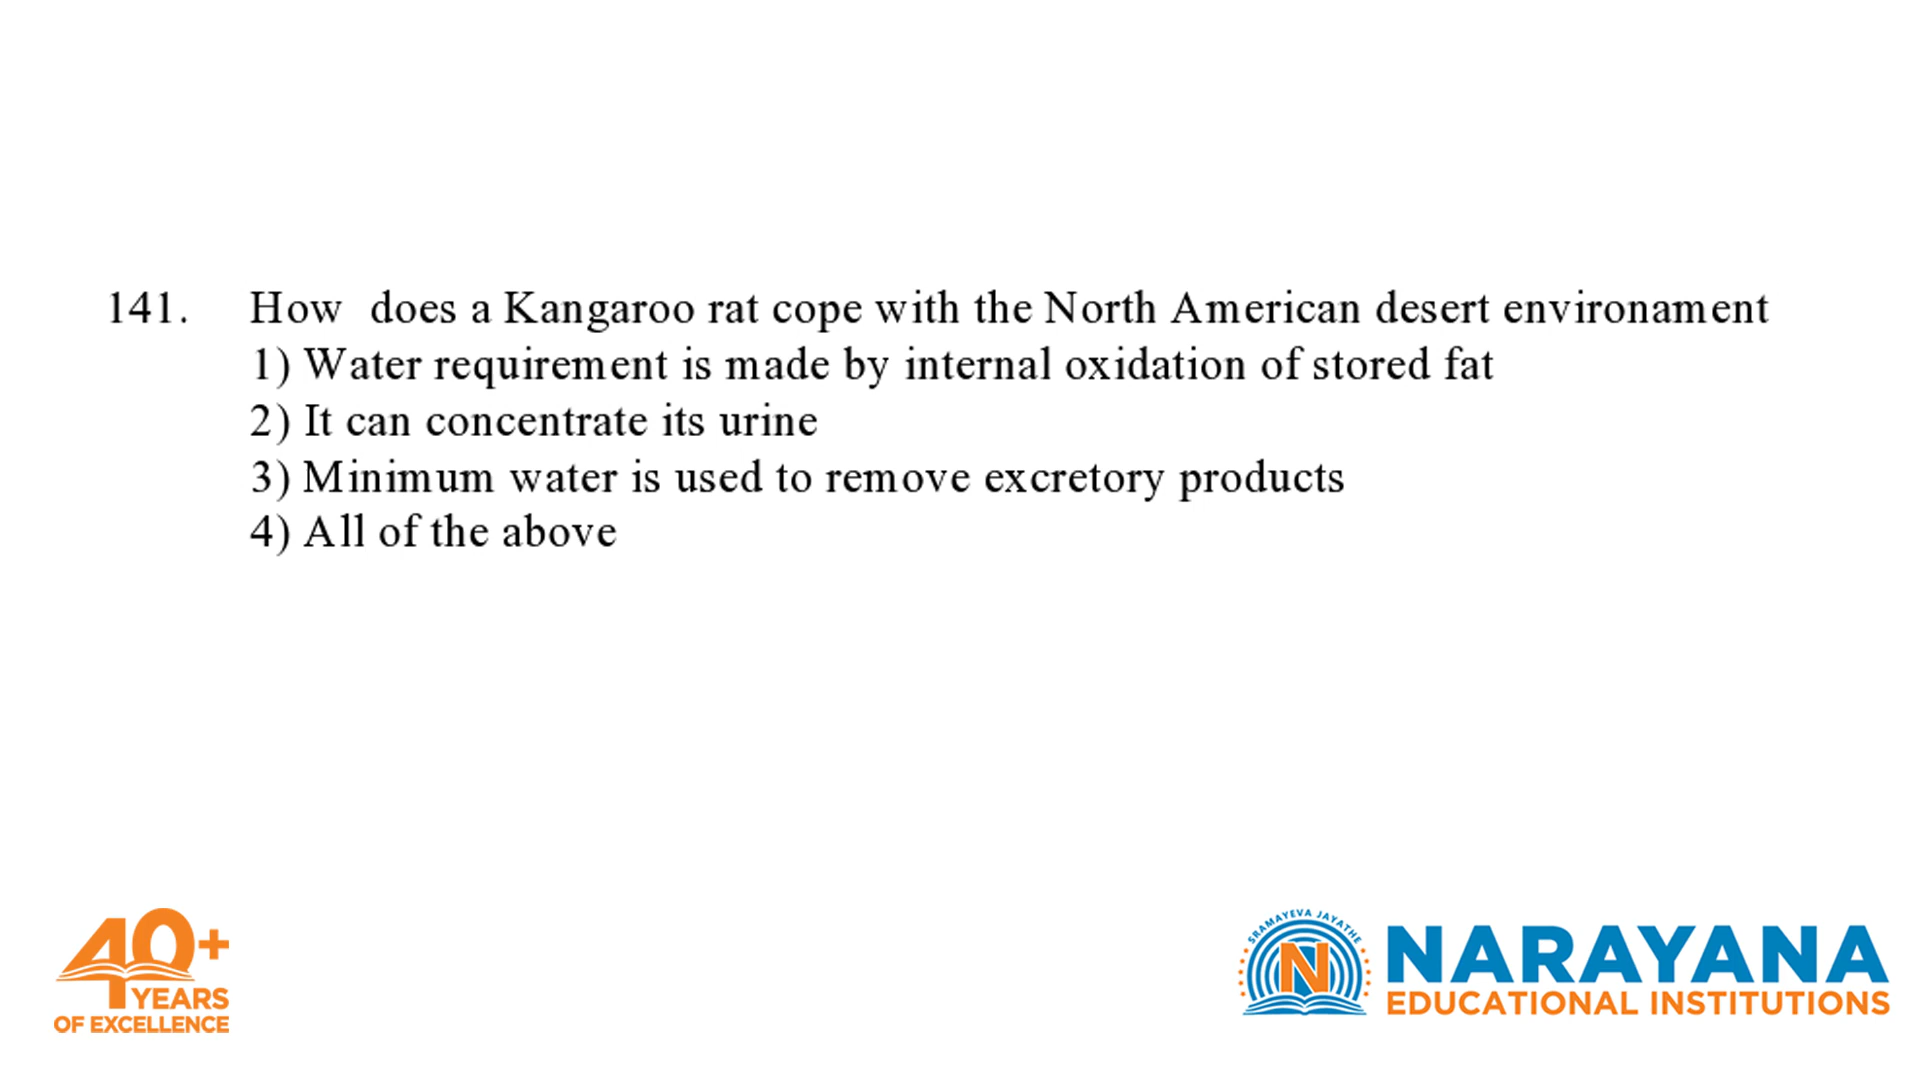 141. How does a Kangaroo rat cope with the North American desert environament
1) Water requirement is made by internal oxidation of stored fat
2) It can concentrate its urine
3) Minimum water is used to remove excretory products
4) All of the above
40+
YEARS
OF EXCELLENCE
SRAMAYEVA JAYATHE
N
NARAYANA
EDUCATIONAL INSTITUTIONS